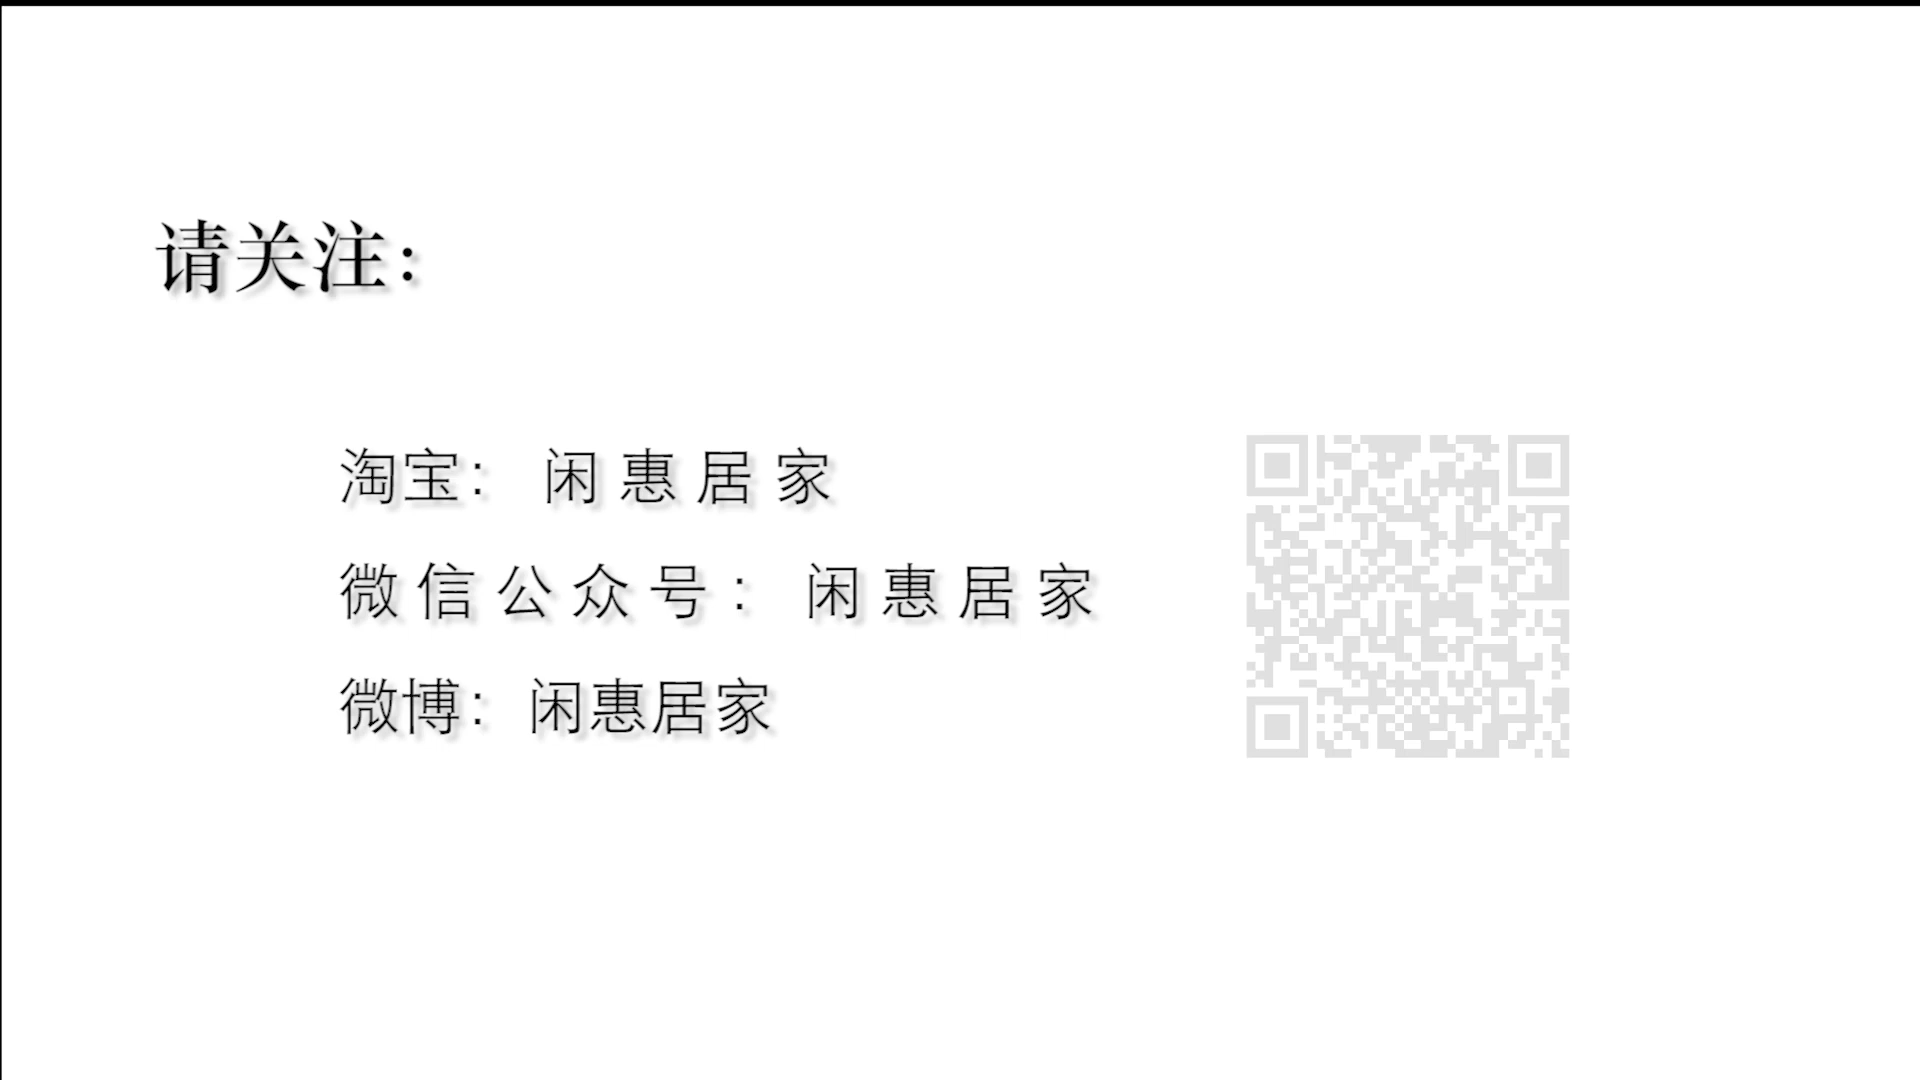 请关注：
淘宝： 闲 惠 居 家
微 信 公 众 号 ： 闲 惠 居 家
微博：闲惠居家